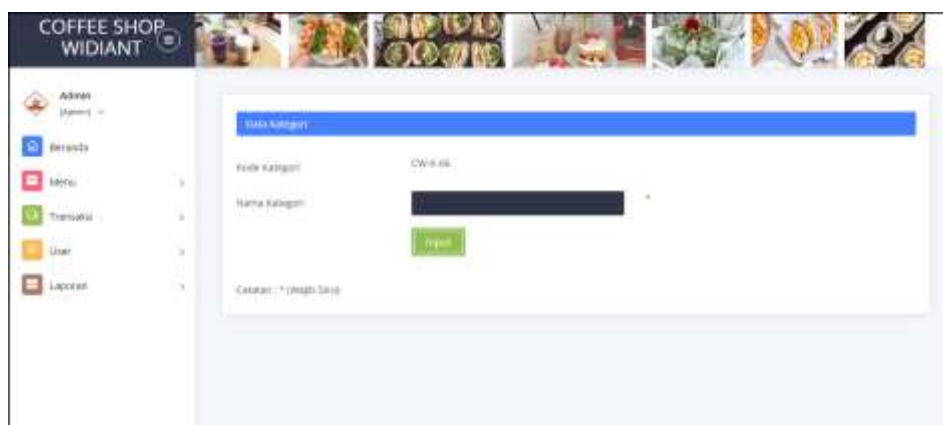 COFFEE SHOP
WIDIANT
Admin
(Admin)
Beranda
Menu
Transaksi
User
Laporan
Data Kategori
Kode Kategori
Nama Kategori
*
Input
Catatan : * (Wajib Diisi)